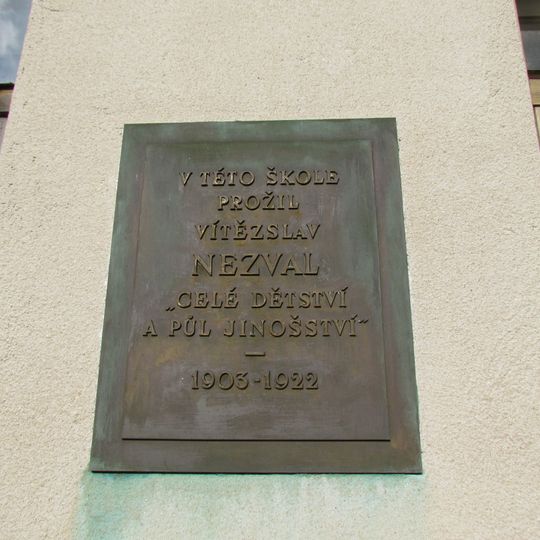 V TÉTO ŠKOLE
PROŽIL
VÍTĚZSLAV
NEZVAL
„CELÉ DĚTSTVÍ
A PŮL JINOŠSTVÍ“
—
1903-1922